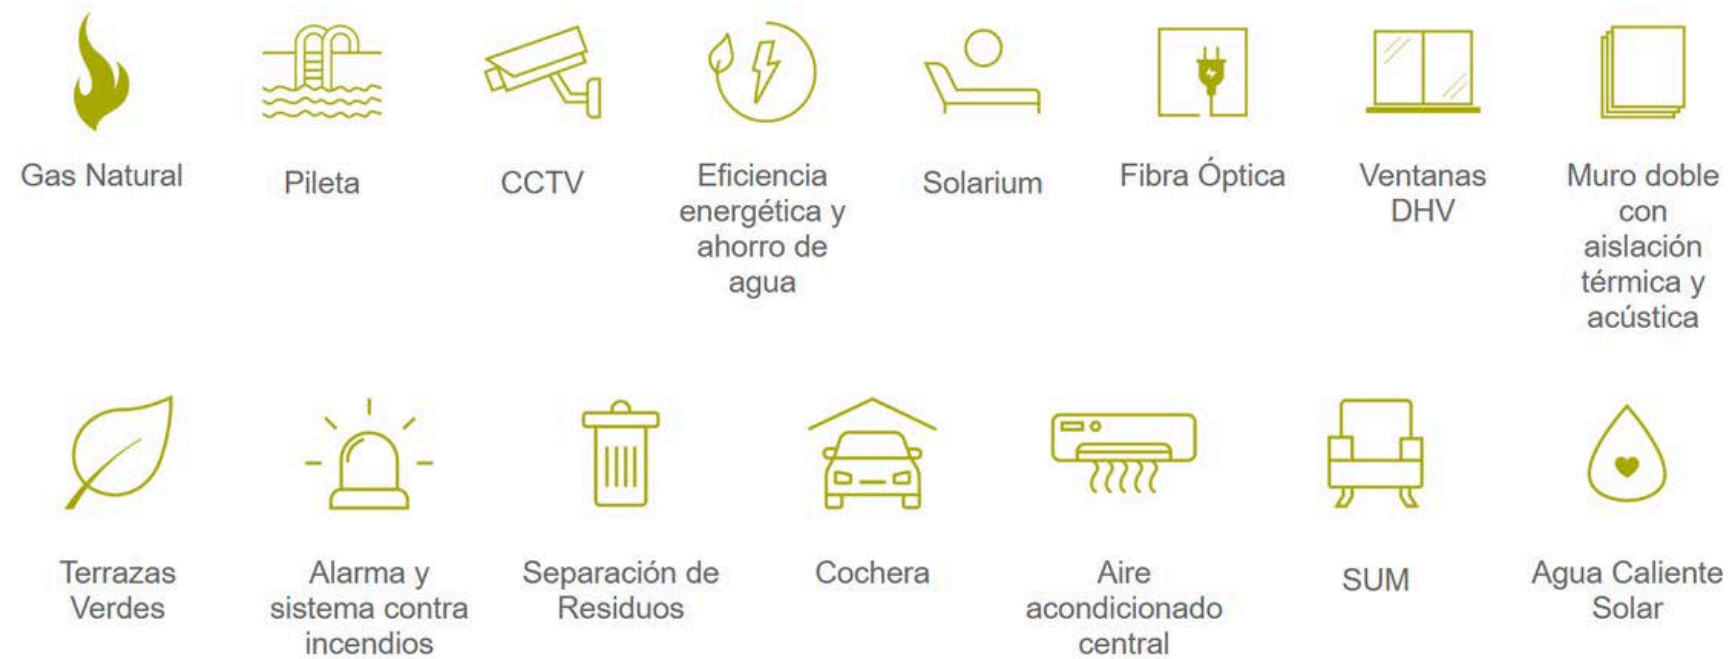 Gas Natural
Pileta
CCTV
Eficiencia
energética y
ahorro de
agua
Solarium
Fibra Óptica
Ventanas
DHV
Muro doble
con
aislación
térmica y
acústica
Terrazas
Verdes
Alarma y
sistema contra
incendios
Separación de
Residuos
Cochera
Aire
acondicionado
central
SUM
Agua Caliente
Solar